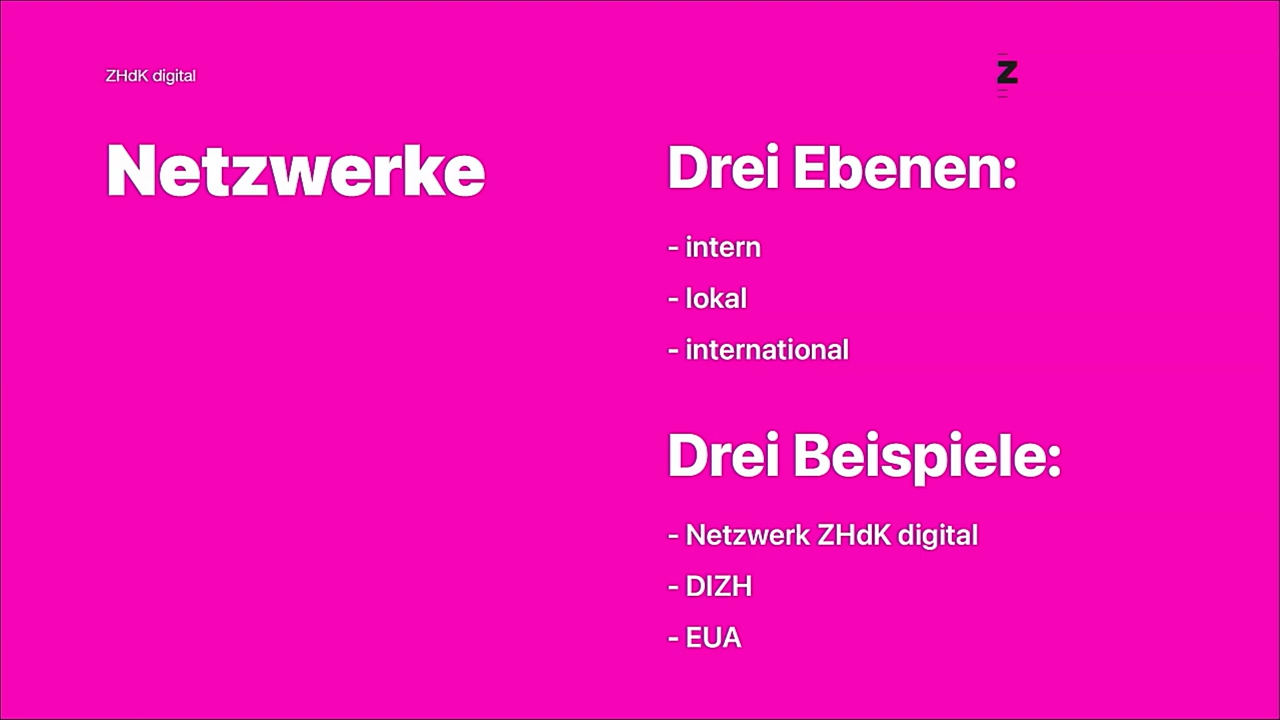 ZHdK digital
Z
Netzwerke
Drei Ebenen:
- intern
- lokal
- international
Drei Beispiele:
- Netzwerk ZHdK digital
- DIZH
- EUA